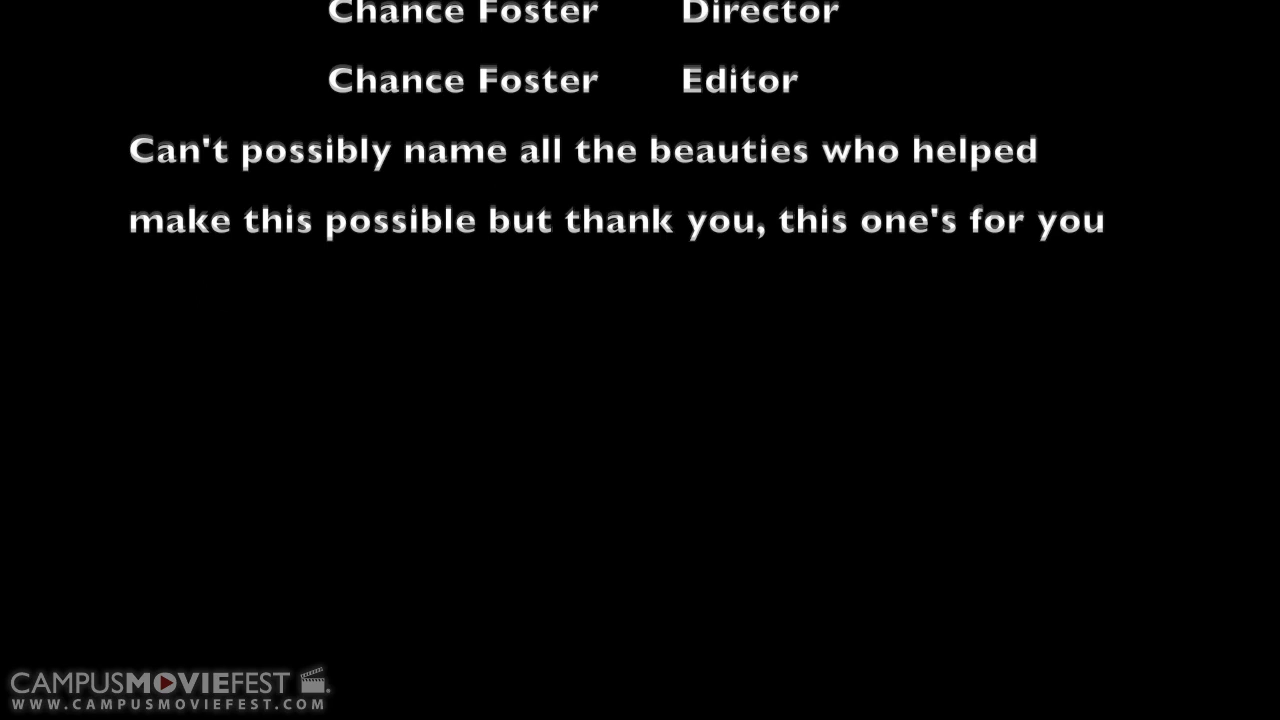 Chance Foster Director
Chance Foster Editor
Can't possibly name all the beauties who helped
make this possible but thank you, this one's for you
CAMPUSMOVIEFEST
WWW.CAMPUSMOVIEFEST.COM